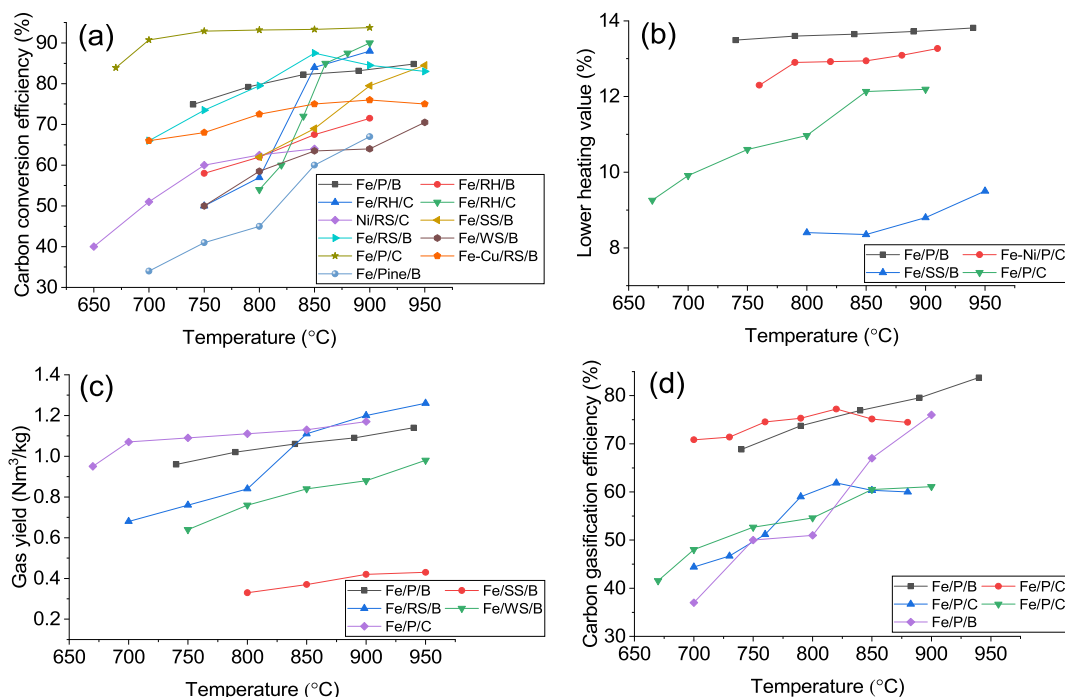 (a)
Carbon conversion efficiency (%)
90
80
70
60
50
40
30
Fe/P/B Fe/RH/B
Fe/RH/C Fe/RH/C
Ni/RS/C Fe/SS/B
Fe/RS/B Fe/WS/B
Fe/P/C Fe-Cu/RS/B
Fe/Pine/B
650 700 750 800 850 900 950
Temperature (°C)
(b)
Lower heating value (%)
14
12
10
8
Fe/P/B Fe-Ni/P/C
Fe/SS/B Fe/P/C
650 700 750 800 850 900 950
Temperature (°C)
(c)
Gas yield (Nm³/kg)
1.4
1.2
1.0
0.8
0.6
0.4
0.2
Fe/P/B Fe/SS/B
Fe/RS/B Fe/WS/B
Fe/P/C
650 700 750 800 850 900 950
Temperature (°C)
(d)
Carbon gasification efficiency (%)
80
70
60
50
40
30
Fe/P/B Fe/P/C
Fe/P/C Fe/P/C
Fe/P/B
650 700 750 800 850 900 950
Temperature (°C)